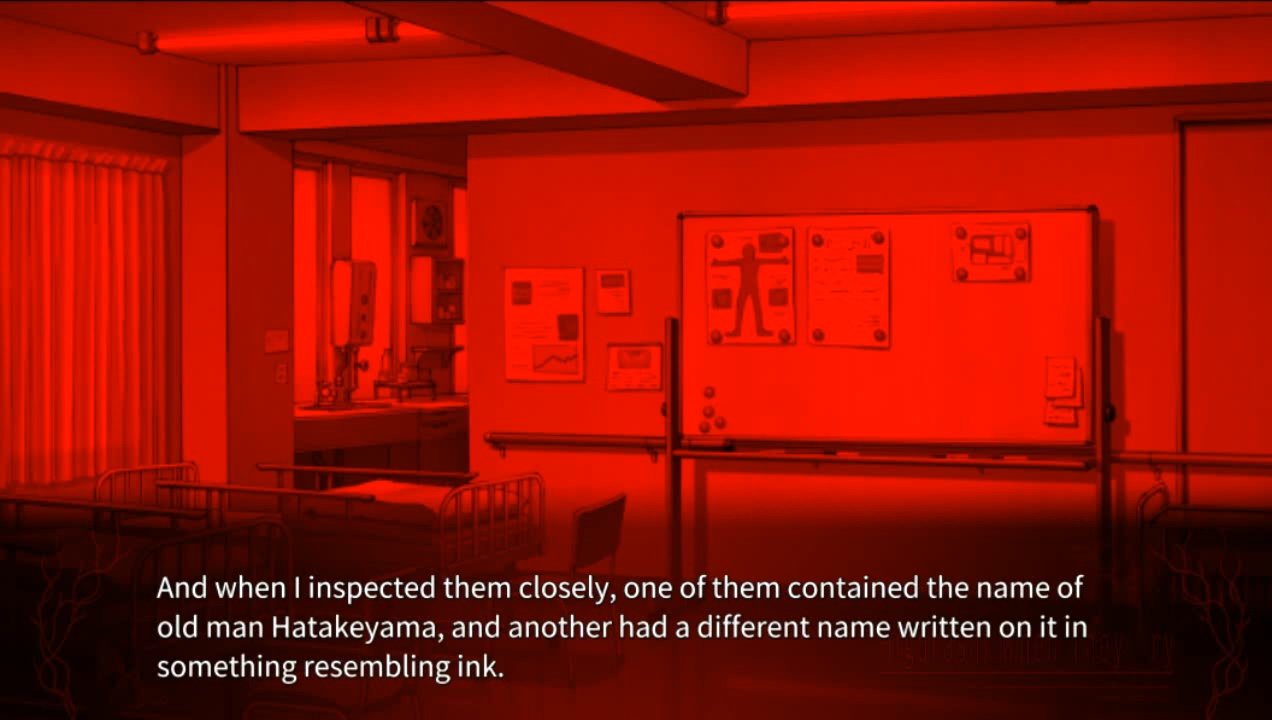 And when I inspected them closely, one of them contained the name of
old man Hatakeyama, and another had a different name written on it in
something resembling ink.